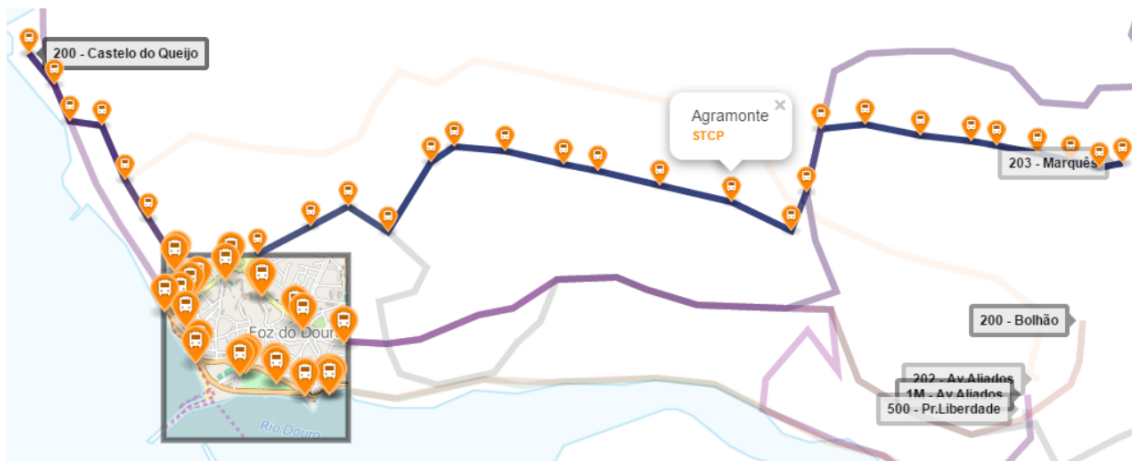 200 - Castelo do Queijo
Agramonte
STCP
203 - Marquês
200 - Bolhão
Foz do Dour
202 - Av.Aliados
1M - Av.Aliados
500 - Pr.Liberdade
Rio Douro